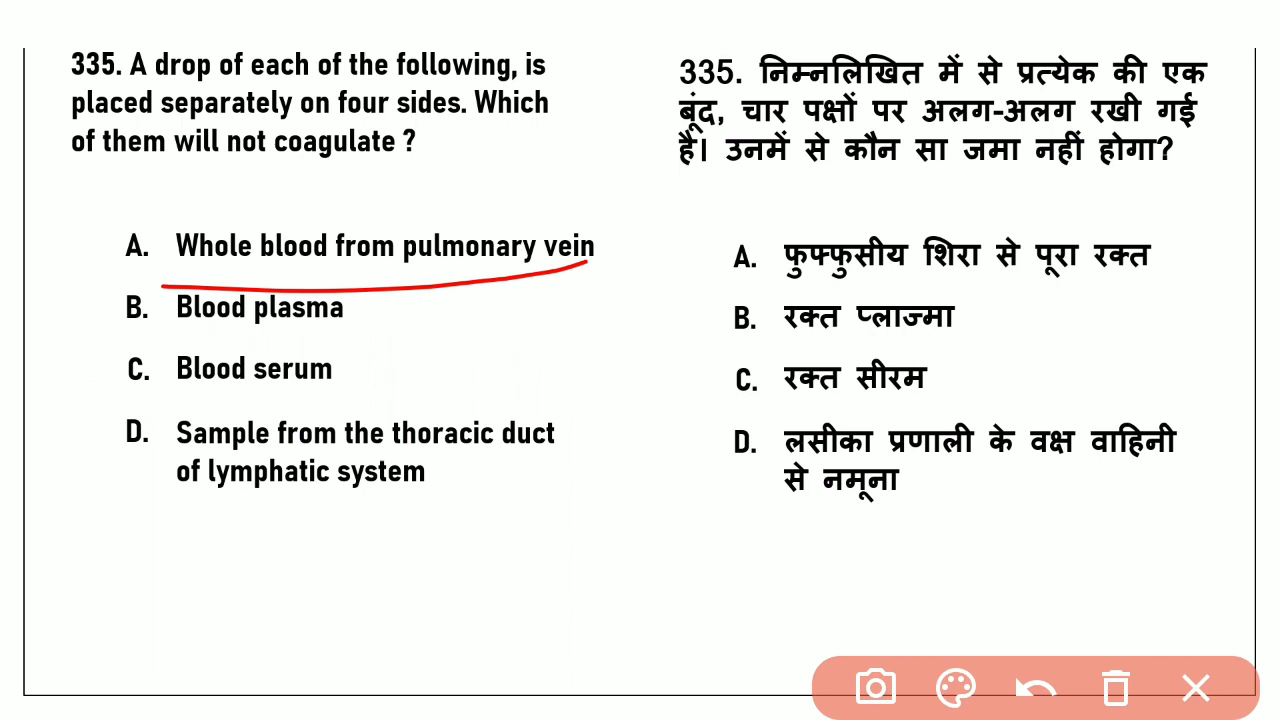 335. A drop of each of the following, is
placed separately on four sides. Which
of them will not coagulate ?
A. Whole blood from pulmonary vein
B. Blood plasma
C. Blood serum
D. Sample from the thoracic duct
of lymphatic system
335. निम्नलिखित में से प्रत्येक की एक
बूंद, चार पक्षों पर अलग-अलग रखी गई
है। उनमें से कौन सा जमा नहीं होगा?
A. फुफ्फुसीय शिरा से पूरा रक्त
B. रक्त प्लाज्मा
C. रक्त सीरम
D. लसीका प्रणाली के वक्ष वाहिनी
से नमूना